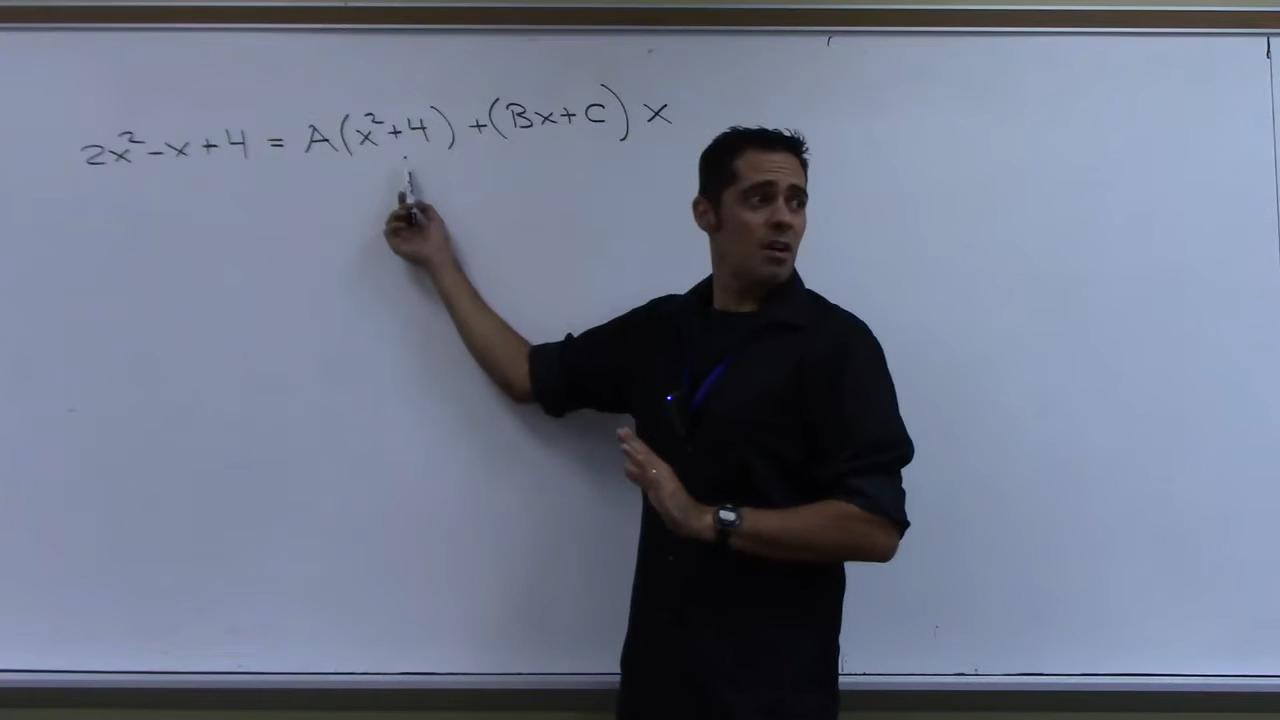 2x² - x + 4 = A(x² + 4) + (Bx + C) x